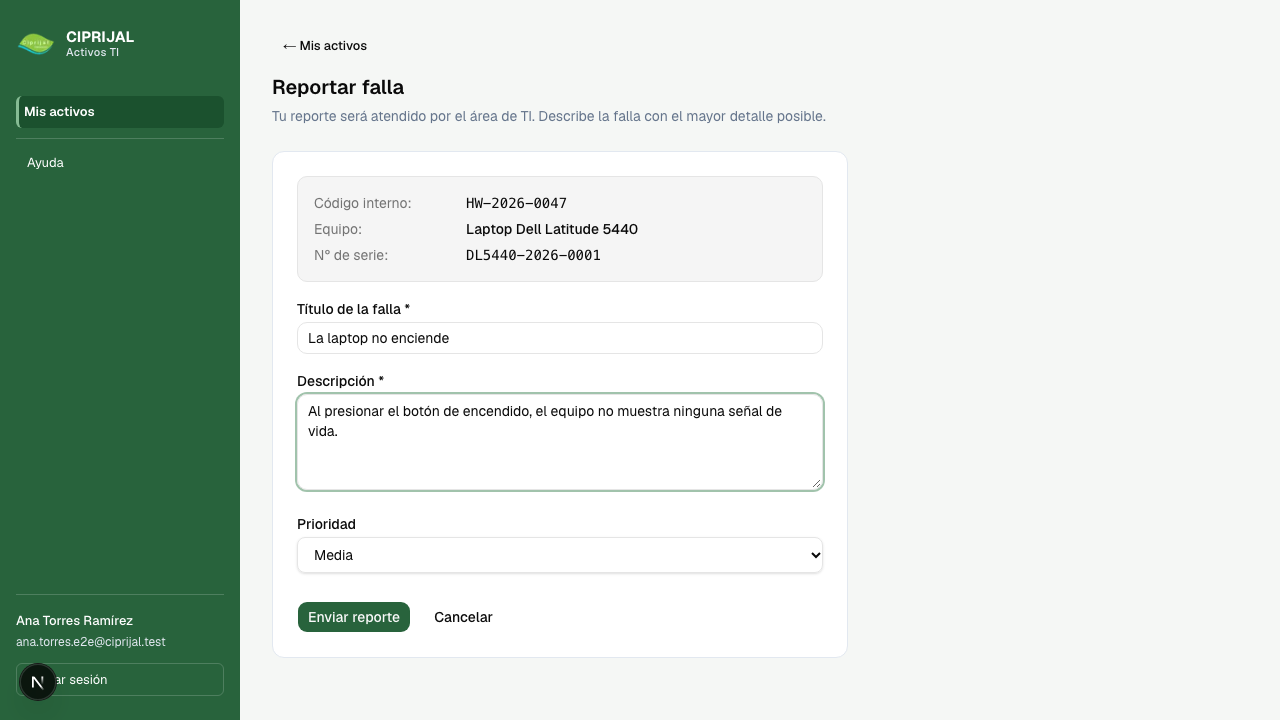 CIPRIJAL
Activos TI
Mis activos
Ayuda
Ana Torres Ramírez
ana.torres.e2e@ciprijal.test
ar sesión
← Mis activos
Reportar falla
Tu reporte será atendido por el área de TI. Describe la falla con el mayor detalle posible.
Código interno: HW-2026-0047
Equipo: Laptop Dell Latitude 5440
N° de serie: DL5440-2026-0001
Título de la falla *
La laptop no enciende
Descripción *
Al presionar el botón de encendido, el equipo no muestra ninguna señal de
vida.
Prioridad
Media
Enviar reporte Cancelar